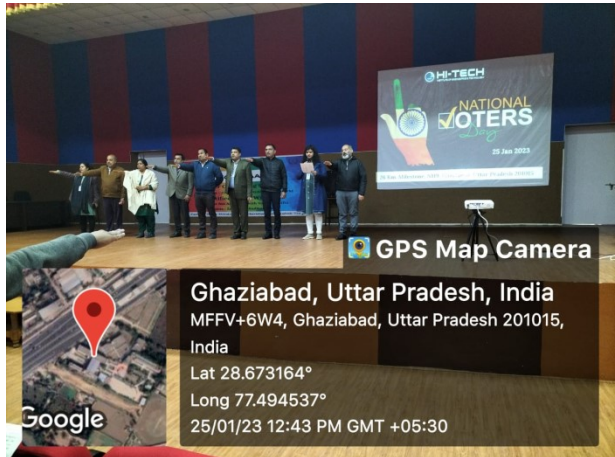 HI-TECH
NATIONAL
VOTERS
Day
25 Jan 2023
GPS Map Camera
Ghaziabad, Uttar Pradesh, India
MFFV+6W4, Ghaziabad, Uttar Pradesh 201015,
India
Lat 28.673164°
Long 77.494537°
25/01/23 12:43 PM GMT +05:30
Google